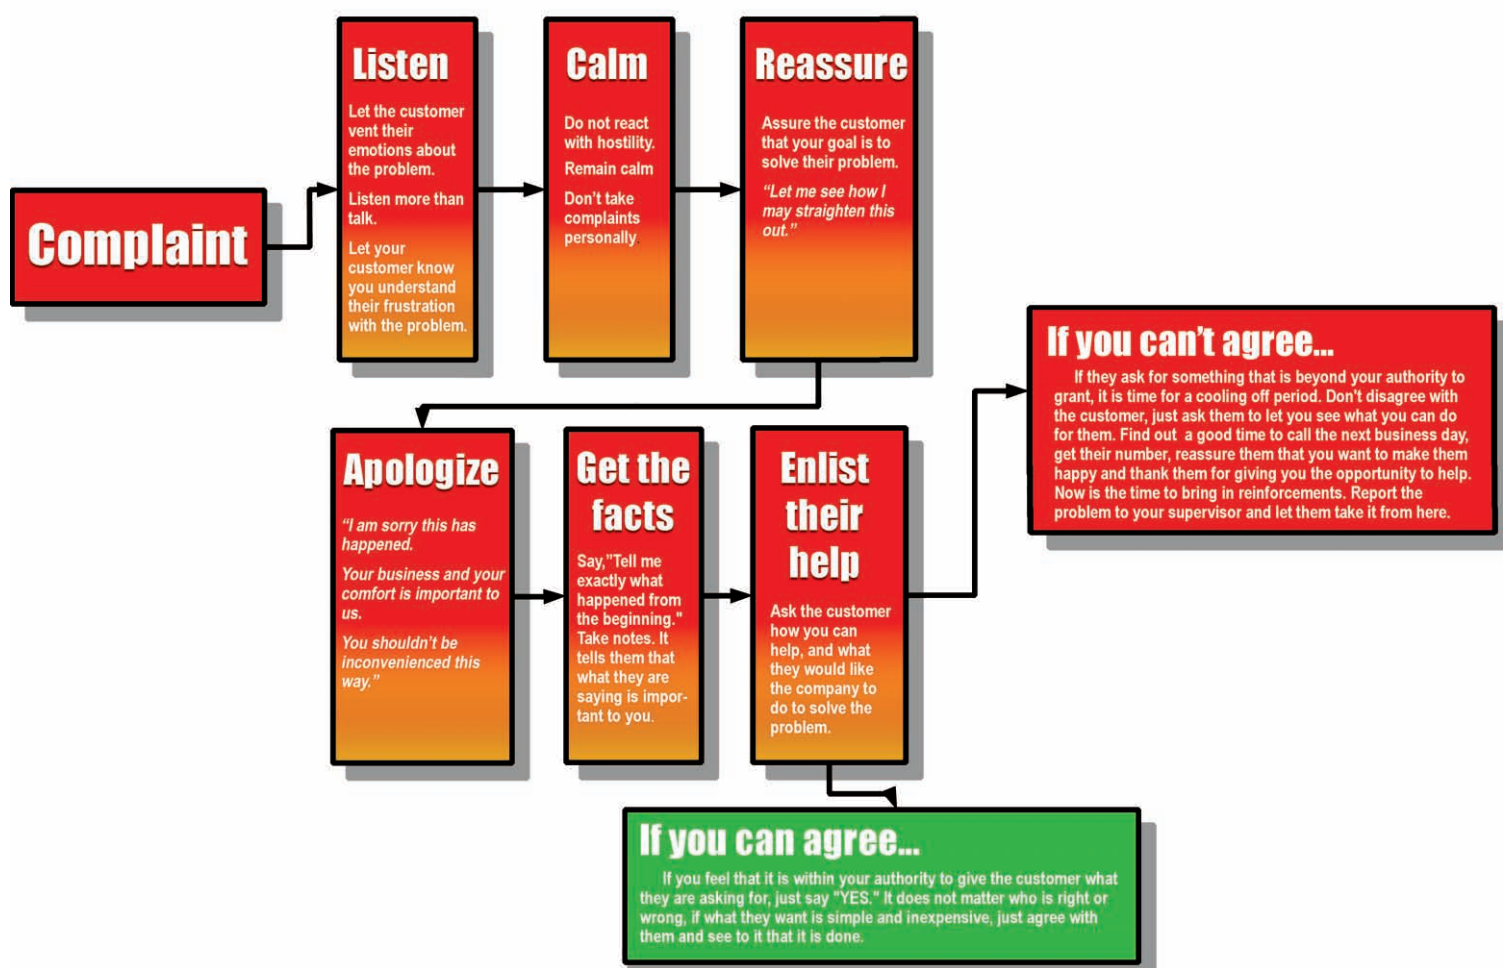 Complaint
Listen
Let the customer
vent their
emotions about
the problem.
Listen more than
talk.
Let your
customer know
you understand
their frustration
with the problem.
Calm
Do not react
with hostility.
Remain calm
Don't take
complaints
personally.
Reassure
Assure the customer
that your goal is to
solve their problem.
“Let me see how I
may straighten this
out.”
Apologize
“I am sorry this has
happened.
Your business and your
comfort is important to
us.
You shouldn't be
inconvenienced this
way.”
Get the
facts
Say,"Tell me
exactly what
happened from
the beginning."
Take notes. It
tells them that
what they are
saying is impor-
tant to you.
Enlist
their
help
Ask the customer
how you can
help, and what
they would like
the company to
do to solve the
problem.
If you can't agree...
If they ask for something that is beyond your authority to
grant, it is time for a cooling off period. Don't disagree with
the customer, just ask them to let you see what you can do
for them. Find out a good time to call the next business day,
get their number, reassure them that you want to make them
happy and thank them for giving you the opportunity to help.
Now is the time to bring in reinforcements. Report the
problem to your supervisor and let them take it from here.
If you can agree...
If you feel that it is within your authority to give the customer what
they are asking for, just say "YES." It does not matter who is right or
wrong, if what they want is simple and inexpensive, just agree with
them and see to it that it is done.